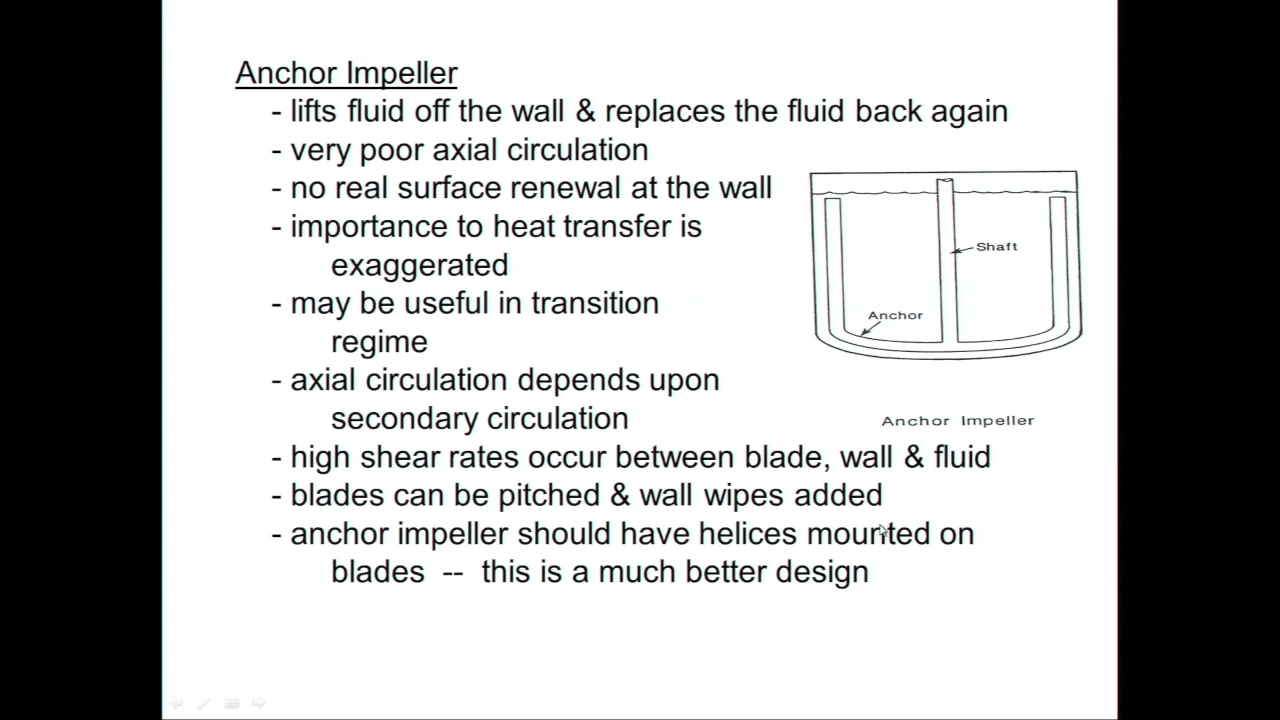 Anchor Impeller
- lifts fluid off the wall & replaces the fluid back again
- very poor axial circulation
- no real surface renewal at the wall
- importance to heat transfer is
exaggerated
- may be useful in transition
regime
- axial circulation depends upon
secondary circulation
- high shear rates occur between blade, wall & fluid
- blades can be pitched & wall wipes added
- anchor impeller should have helices mounted on
blades -- this is a much better design
Shaft
Anchor
Anchor Impeller